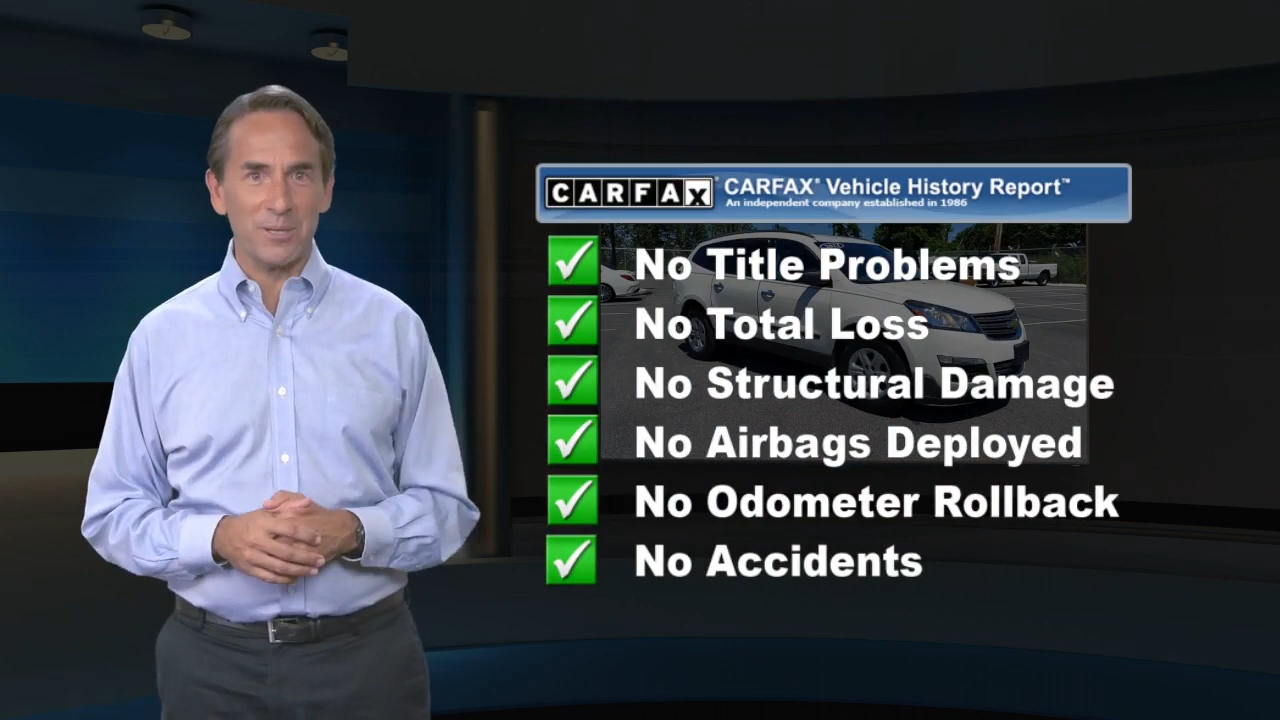 CARFAX® CARFAX® Vehicle History Report™
An independent company established in 1986
No Title Problems
No Total Loss
No Structural Damage
No Airbags Deployed
No Odometer Rollback
No Accidents